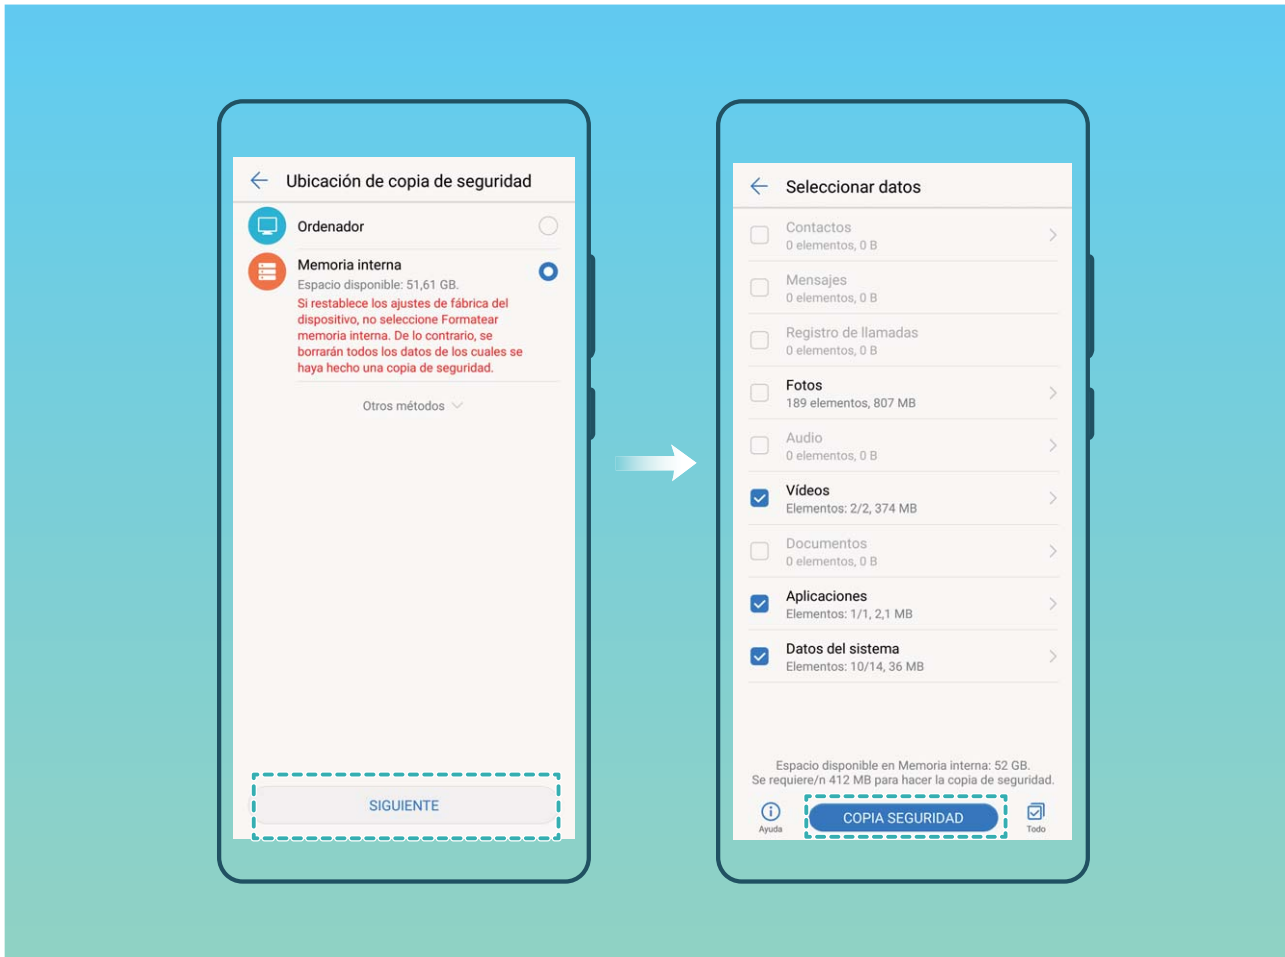 Ubicación de copia de seguridad
Ordenador
Memoria interna
Espacio disponible: 51,61 GB.
Si restablece los ajustes de fábrica del
dispositivo, no seleccione Formatear
memoria interna. De lo contrario, se
borrarán todos los datos de los cuales se
haya hecho una copia de seguridad.
Otros métodos
SIGUIENTE
Seleccionar datos
Contactos
0 elementos, 0 B
Mensajes
0 elementos, 0 B
Registro de llamadas
0 elementos, 0 B
Fotos
189 elementos, 807 MB
Audio
0 elementos, 0 B
Vídeos
Elementos: 2/2, 374 MB
Documentos
0 elementos, 0 B
Aplicaciones
Elementos: 1/1, 2,1 MB
Datos del sistema
Elementos: 10/14, 36 MB
Espacio disponible en Memoria interna: 52 GB.
Se requiere/n 412 MB para hacer la copia de seguridad.
Ayuda
COPIA SEGURIDAD
Todo